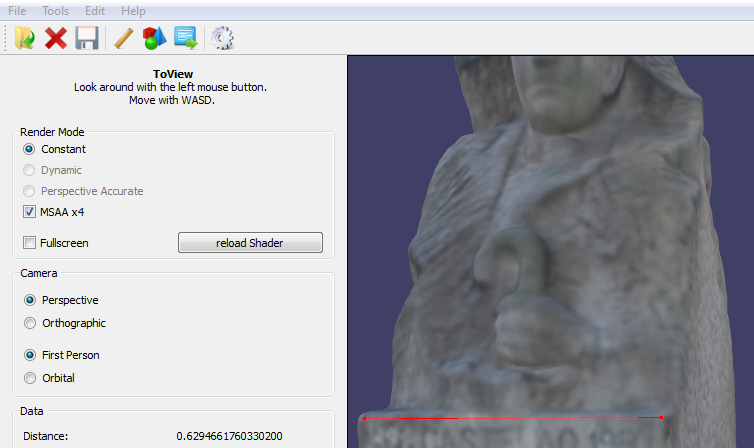 File Tools Edit Help
ToView
Look around with the left mouse button.
Move with WASD.
Render Mode
Constant
Dynamic
Perspective Accurate
MSAA x4
Fullscreen reload Shader
Camera
Perspective
Orthographic
First Person
Orbital
Data
Distance: 0.6294661760330200